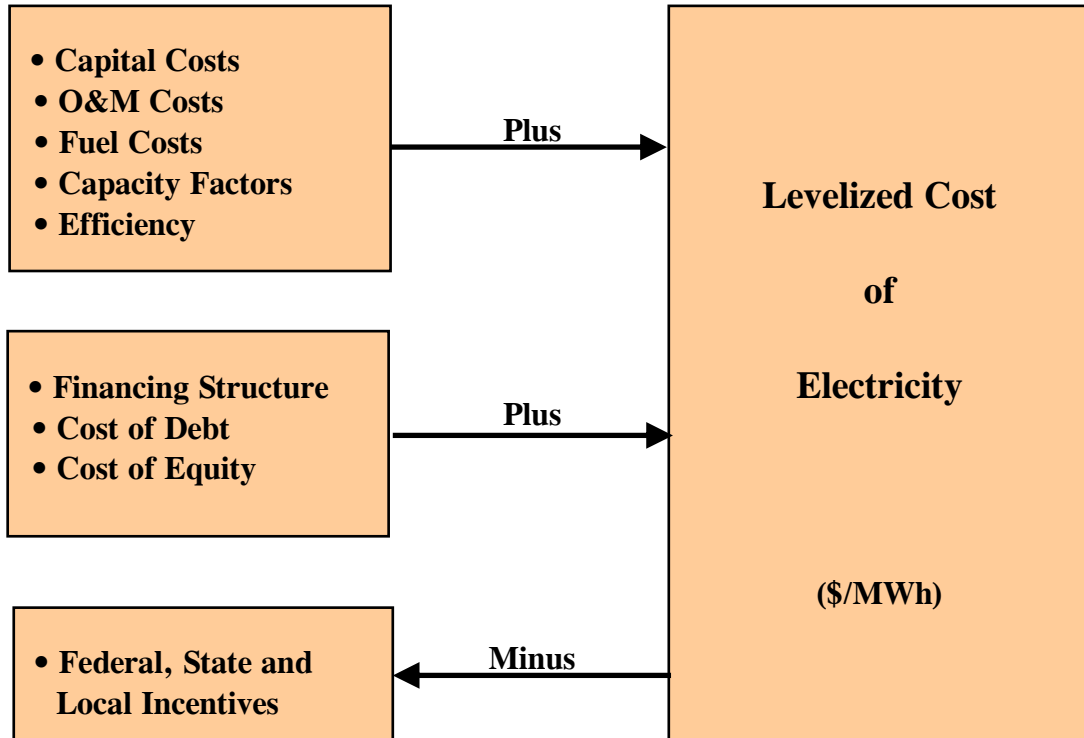 • Capital Costs
• O&M Costs
• Fuel Costs
• Capacity Factors
• Efficiency
Plus
• Financing Structure
• Cost of Debt
• Cost of Equity
Plus
• Federal, State and
Local Incentives
Minus
Levelized Cost
of
Electricity
($/MWh)